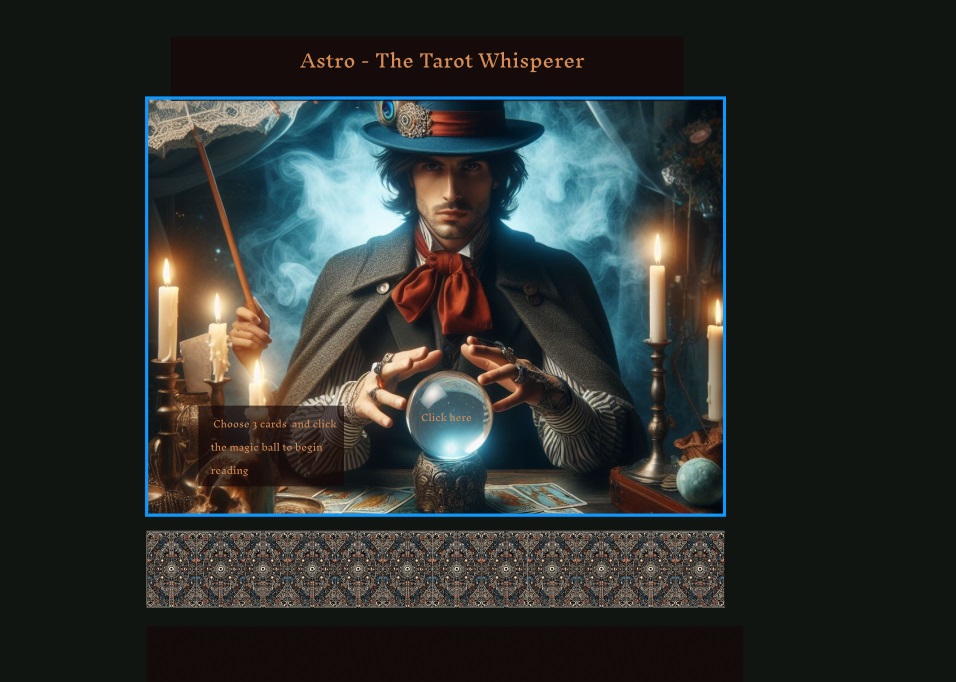 Astro - The Tarot Whisperer
Click here
Choose 3 cards and click
the magic ball to begin
reading